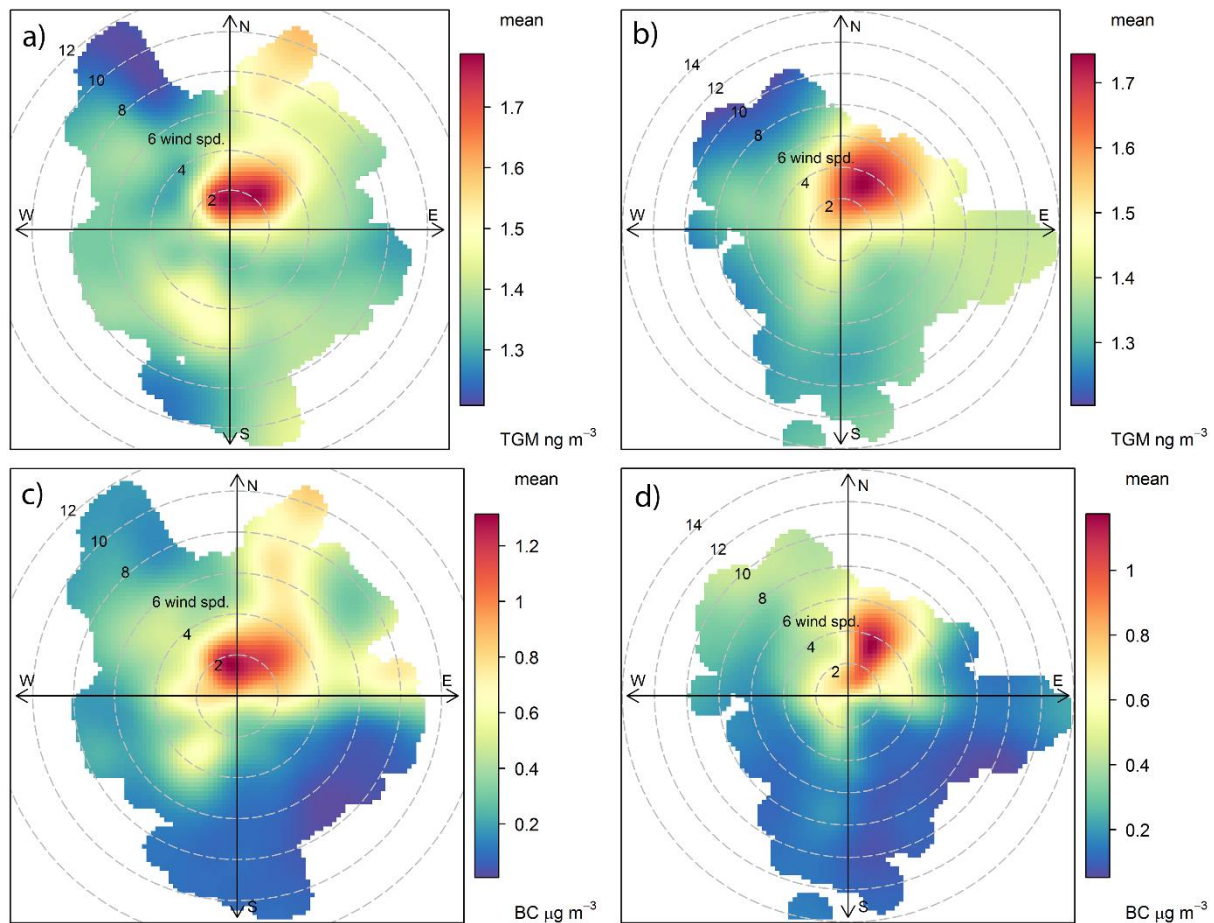 a)
N
mean
12
10
8
6 wind spd.
4
2
W
E
S
1.7
1.6
1.5
1.4
1.3
TGM ng m⁻³
b)
N
mean
14
12
10
8
6 wind spd.
4
2
W
E
S
1.7
1.6
1.5
1.4
1.3
TGM ng m⁻³
c)
N
mean
12
10
8
6 wind spd.
4
2
W
E
S
1.2
1
0.8
0.6
0.4
0.2
BC μg m⁻³
d)
N
mean
14
12
10
8
6 wind spd.
4
2
W
E
S
1
0.8
0.6
0.4
0.2
BC μg m⁻³